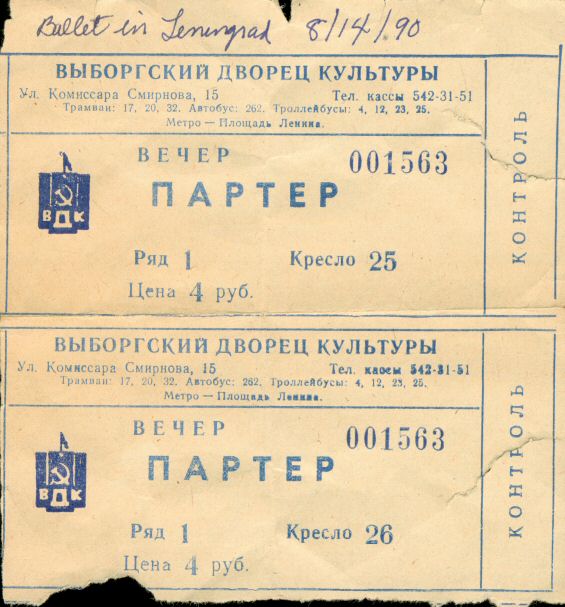 Ballet in Leningrad 8/14/90
ВЫБОРГСКИЙ ДВОРЕЦ КУЛЬТУРЫ
Ул. Комиссара Смирнова, 15 Тел. кассы 542-31-51
Трамваи: 17, 20, 32. Автобус: 262. Троллейбусы: 4, 12, 23, 25.
Метро — Площадь Ленина.
ВЕЧЕР 001563
ПАРТЕР
ВДК
Ряд 1 Кресло 25
Цена 4 руб.
КОНТРОЛЬ
ВЫБОРГСКИЙ ДВОРЕЦ КУЛЬТУРЫ
Ул. Комиссара Смирнова, 15 Тел. кассы 542-31-51
Трамваи: 17, 20, 32. Автобус: 262. Троллейбусы: 4, 12, 23, 25.
Метро — Площадь Ленина.
ВЕЧЕР 001563
ПАРТЕР
ВДК
Ряд 1 Кресло 26
Цена 4 руб.
КОНТРОЛЬ